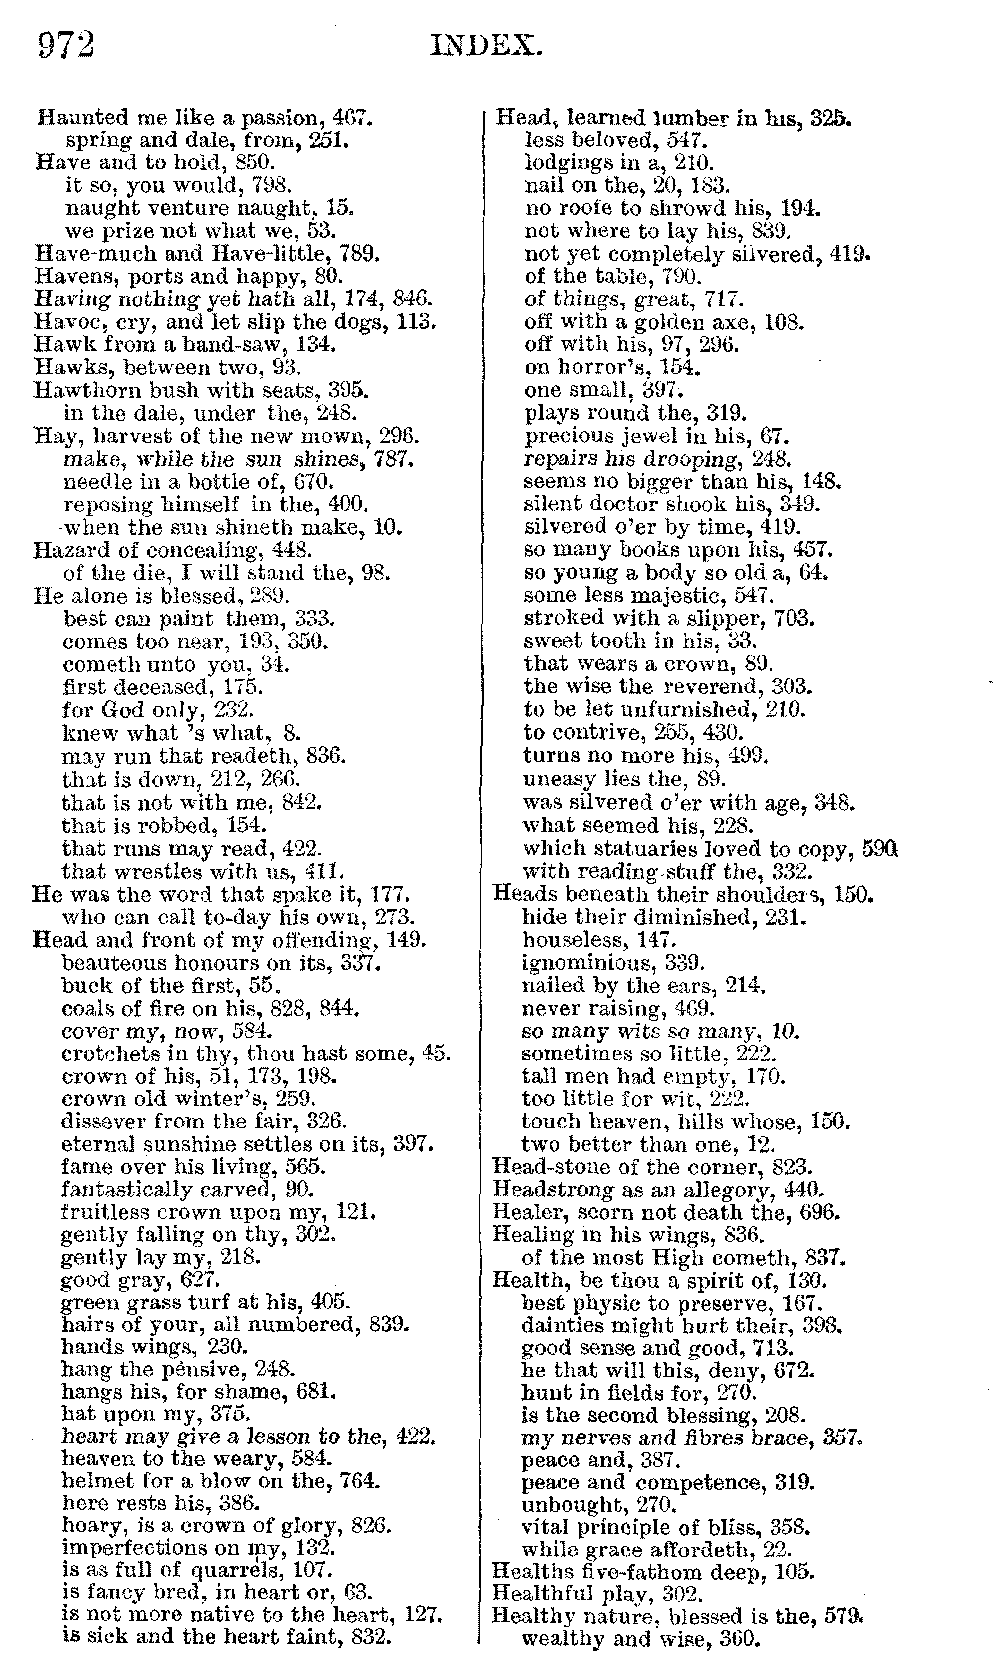 972
INDEX.
Haunted me like a passion, 467.
spring and dale, from, 251.
Have and to hold, 850.
it so, you would, 798.
naught venture naught, 15.
we prize not what we, 53.
Have-much and Have-little, 789.
Havens, ports and happy, 80.
Having nothing yet hath all, 174, 846.
Havoc, cry, and let slip the dogs, 113.
Hawk from a hand-saw, 134.
Hawks, between two, 93.
Hawthorn bush with seats, 395.
in the dale, under the, 248.
Hay, harvest of the new mown, 296.
make, while the sun shines, 787.
needle in a bottle of, 670.
reposing himself in the, 400.
when the sun shineth make, 10.
Hazard of concealing, 448.
of the die, I will stand the, 98.
He alone is blessed, 289.
best can paint them, 333.
comes too near, 193, 350.
cometh unto you, 34.
first deceased, 175.
for God only, 232.
knew what 's what, 8.
may run that readeth, 836.
that is down, 212, 266.
that is not with me, 842.
that is robbed, 154.
that runs may read, 422.
that wrestles with us, 411.
He was the word that spake it, 177.
who can call to-day his own, 273.
Head and front of my offending, 149.
beauteous honours on its, 337.
buck of the first, 55.
coals of fire on his, 828, 844.
cover my, now, 584.
crotchets in thy, thou hast some, 45.
crown of his, 51, 173, 198.
crown old winter's, 259.
dissever from the fair, 326.
eternal sunshine settles on its, 397.
fame over his living, 565.
fantastically carved, 90.
fruitless crown upon my, 121.
gently falling on thy, 302.
gently lay my, 218.
good gray, 627.
green grass turf at his, 405.
hairs of your, all numbered, 839.
hands wings, 230.
hang the pensive, 248.
hangs his, for shame, 681.
hat upon my, 375.
heart may give a lesson to the, 422.
heaven to the weary, 584.
helmet for a blow on the, 764.
here rests his, 386.
hoary, is a crown of glory, 826.
imperfections on my, 132.
is as full of quarrels, 107.
is fancy bred, in heart or, 63.
is not more native to the heart, 127.
is sick and the heart faint, 832.
Head, learned lumber in his, 325.
less beloved, 547.
lodgings in a, 210.
nail on the, 20, 183.
no roofe to shrowd his, 194.
not where to lay his, 839.
not yet completely silvered, 419.
of the table, 790.
of things, great, 717.
off with a golden axe, 108.
off with his, 97, 296.
on horror's, 154.
one small, 397.
plays round the, 319.
precious jewel in his, 67.
repairs his drooping, 248.
seems no bigger than his, 148.
silent doctor shook his, 349.
silvered o'er by time, 419.
so many books upon his, 457.
so young a body so old a, 64.
some less majestic, 547.
stroked with a slipper, 703.
sweet tooth in his, 33.
that wears a crown, 89.
the wise the reverend, 303.
to be let unfurnished, 210.
to contrive, 255, 430.
turns no more his, 499.
uneasy lies the, 89.
was silvered o'er with age, 348.
what seemed his, 228.
which statuaries loved to copy, 590.
with reading stuff the, 332.
Heads beneath their shoulders, 150.
hide their diminished, 231.
houseless, 147.
ignominious, 339.
nailed by the ears, 214.
never raising, 469.
so many wits so many, 10.
sometimes so little, 222.
tall men had empty, 170.
too little for wit, 222.
touch heaven, hills whose, 150.
two better than one, 12.
Head-stone of the corner, 823.
Headstrong as an allegory, 440.
Healer, scorn not death the, 696.
Healing in his wings, 836.
of the most High cometh, 837.
Health, be thou a spirit of, 130.
best physic to preserve, 167.
dainties might hurt their, 398.
good sense and good, 713.
he that will this, deny, 672.
hunt in fields for, 270.
is the second blessing, 208.
my nerves and fibres brace, 357.
peace and, 387.
peace and competence, 319.
unbought, 270.
vital principle of bliss, 358.
while grace affordeth, 22.
Healths five-fathom deep, 105.
Healthful play, 302.
Healthy nature, blessed is the, 579.
wealthy and wise, 360.